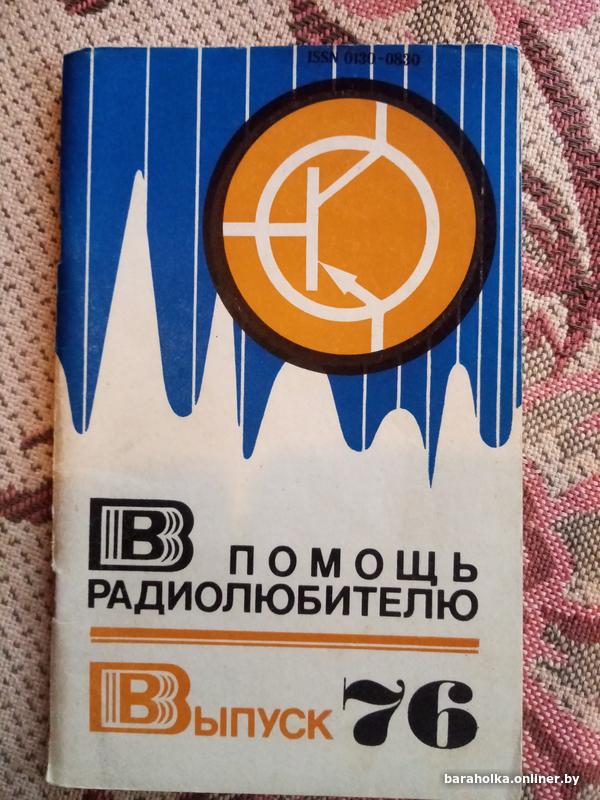 ISSN 0130-0830
В ПОМОЩЬ
РАДИОЛЮБИТЕЛЮ
Выпуск 76
baraholka.onliner.by